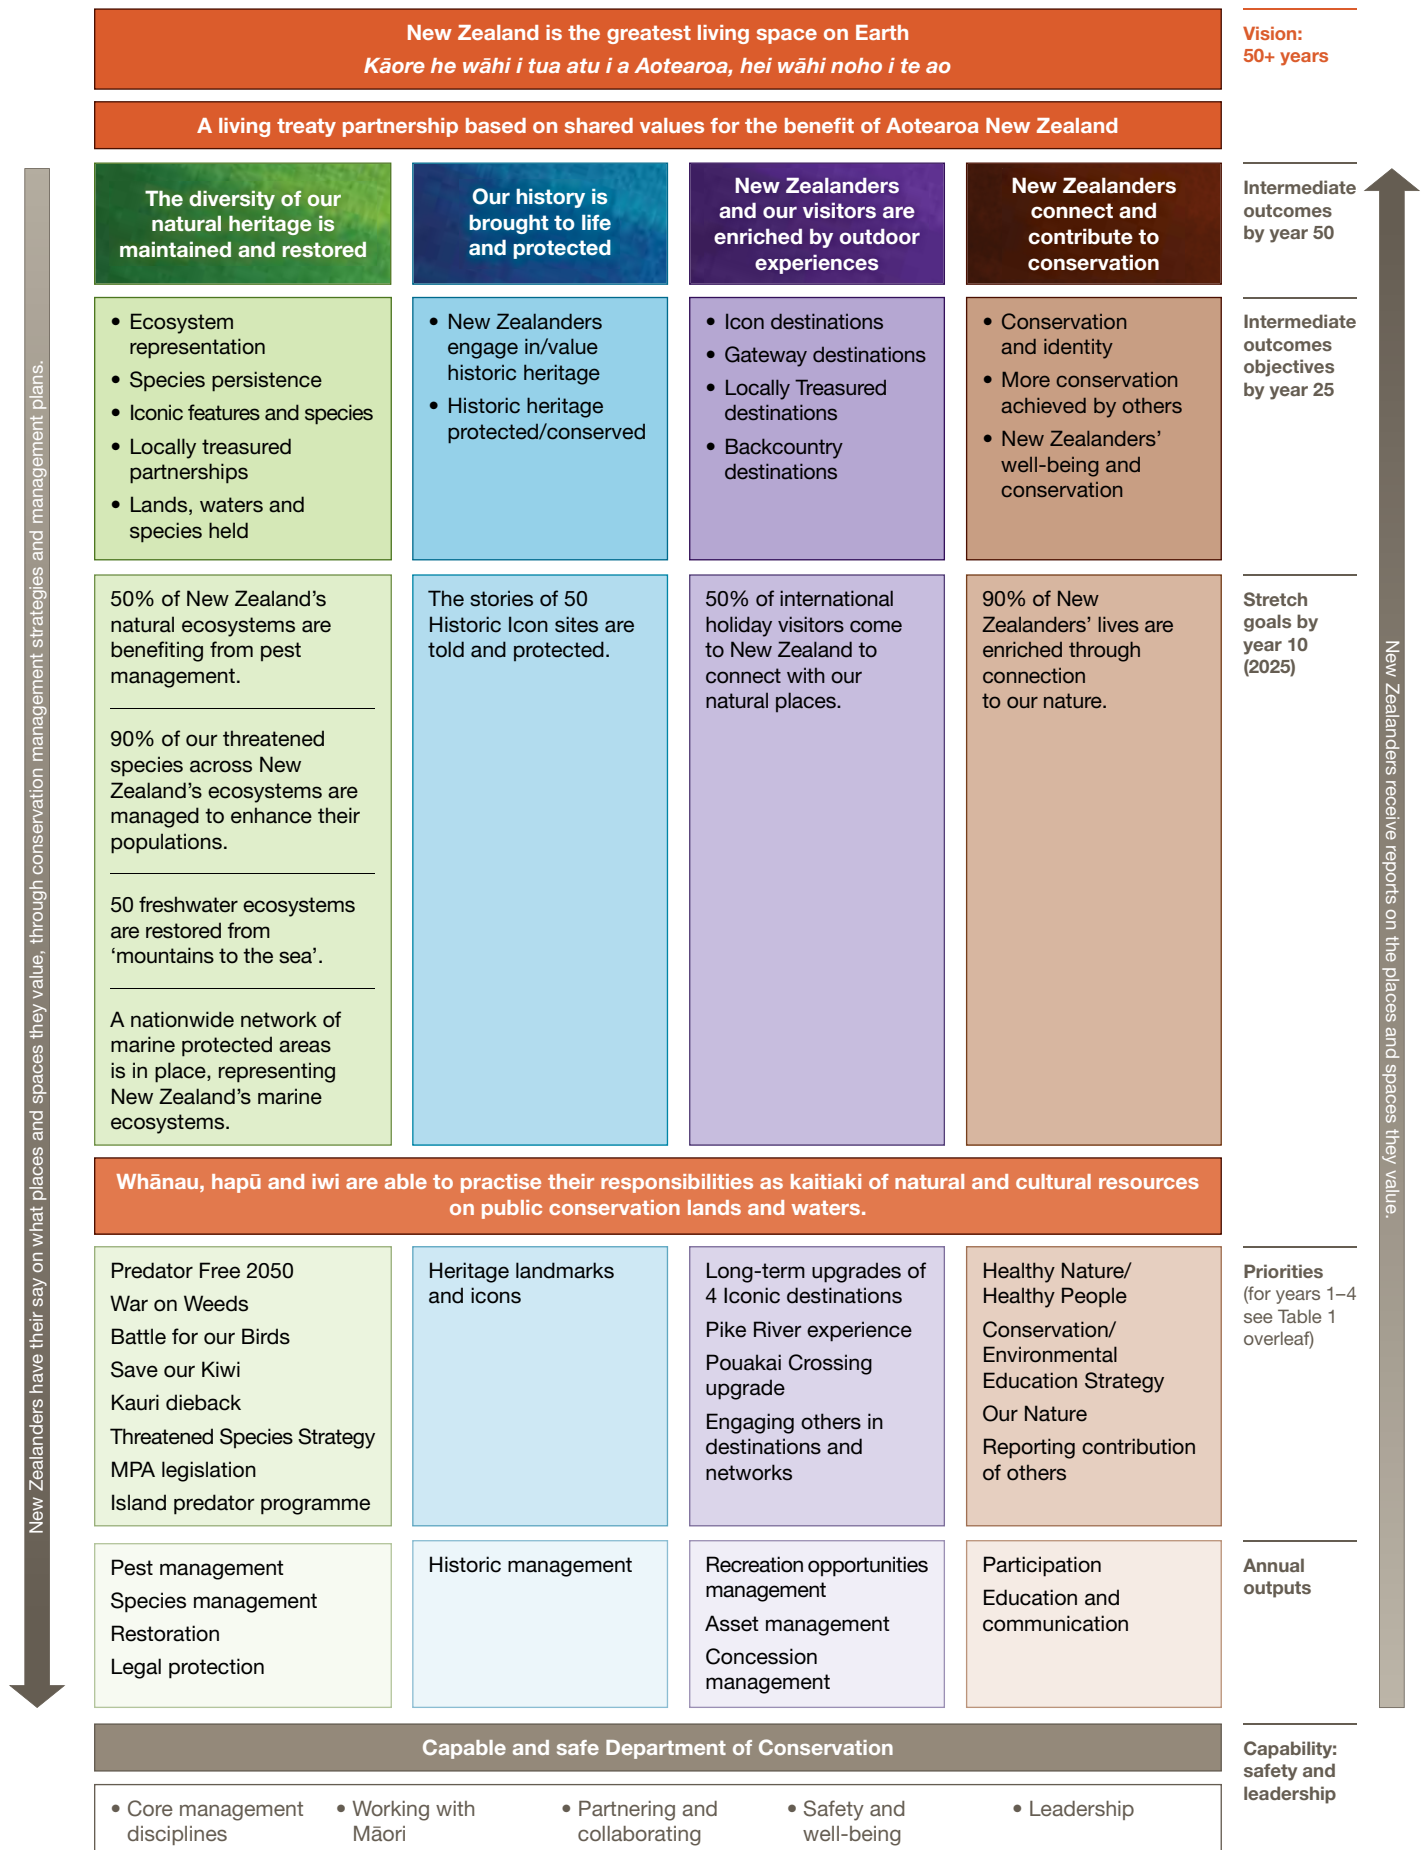 New Zealand is the greatest living space on Earth
Kāore he wāhi i tua atu i a Aotearoa, hei wāhi noho i te ao
Vision:
50+ years
A living treaty partnership based on shared values for the benefit of Aotearoa New Zealand
New Zealanders have their say on what places and spaces they value, through conservation management strategies and management plans.
The diversity of our
natural heritage is
maintained and restored
Our history is
brought to life
and protected
New Zealanders
and our visitors are
enriched by outdoor
experiences
New Zealanders
connect and
contribute to
conservation
Intermediate
outcomes
by year 50
• Ecosystem
representation
• Species persistence
• Iconic features and species
• Locally treasured
partnerships
• Lands, waters and
species held
• New Zealanders
engage in/value
historic heritage
• Historic heritage
protected/conserved
• Icon destinations
• Gateway destinations
• Locally Treasured
destinations
• Backcountry
destinations
• Conservation
and identity
• More conservation
achieved by others
• New Zealanders’
well-being and
conservation
Intermediate
outcomes
objectives
by year 25
50% of New Zealand’s
natural ecosystems are
benefiting from pest
management.
90% of our threatened
species across New
Zealand’s ecosystems are
managed to enhance their
populations.
50 freshwater ecosystems
are restored from
‘mountains to the sea’.
A nationwide network of
marine protected areas
is in place, representing
New Zealand’s marine
ecosystems.
The stories of 50
Historic Icon sites are
told and protected.
50% of international
holiday visitors come
to New Zealand to
connect with our
natural places.
90% of New
Zealanders’ lives are
enriched through
connection
to our nature.
Stretch
goals by
year 10
(2025)
New Zealanders receive reports on the places and spaces they value.
Whānau, hapū and iwi are able to practise their responsibilities as kaitiaki of natural and cultural resources
on public conservation lands and waters.
Predator Free 2050
War on Weeds
Battle for our Birds
Save our Kiwi
Kauri dieback
Threatened Species Strategy
MPA legislation
Island predator programme
Heritage landmarks
and icons
Long-term upgrades of
4 Iconic destinations
Pike River experience
Pouakai Crossing
upgrade
Engaging others in
destinations and
networks
Healthy Nature/
Healthy People
Conservation/
Environmental
Education Strategy
Our Nature
Reporting contribution
of others
Priorities
(for years 1–4
see Table 1
overleaf)
Pest management
Species management
Restoration
Legal protection
Historic management
Recreation opportunities
management
Asset management
Concession
management
Participation
Education and
communication
Annual
outputs
Capable and safe Department of Conservation
Capability:
safety and
leadership
• Core management
disciplines
• Working with
Māori
• Partnering and
collaborating
• Safety and
well-being
• Leadership